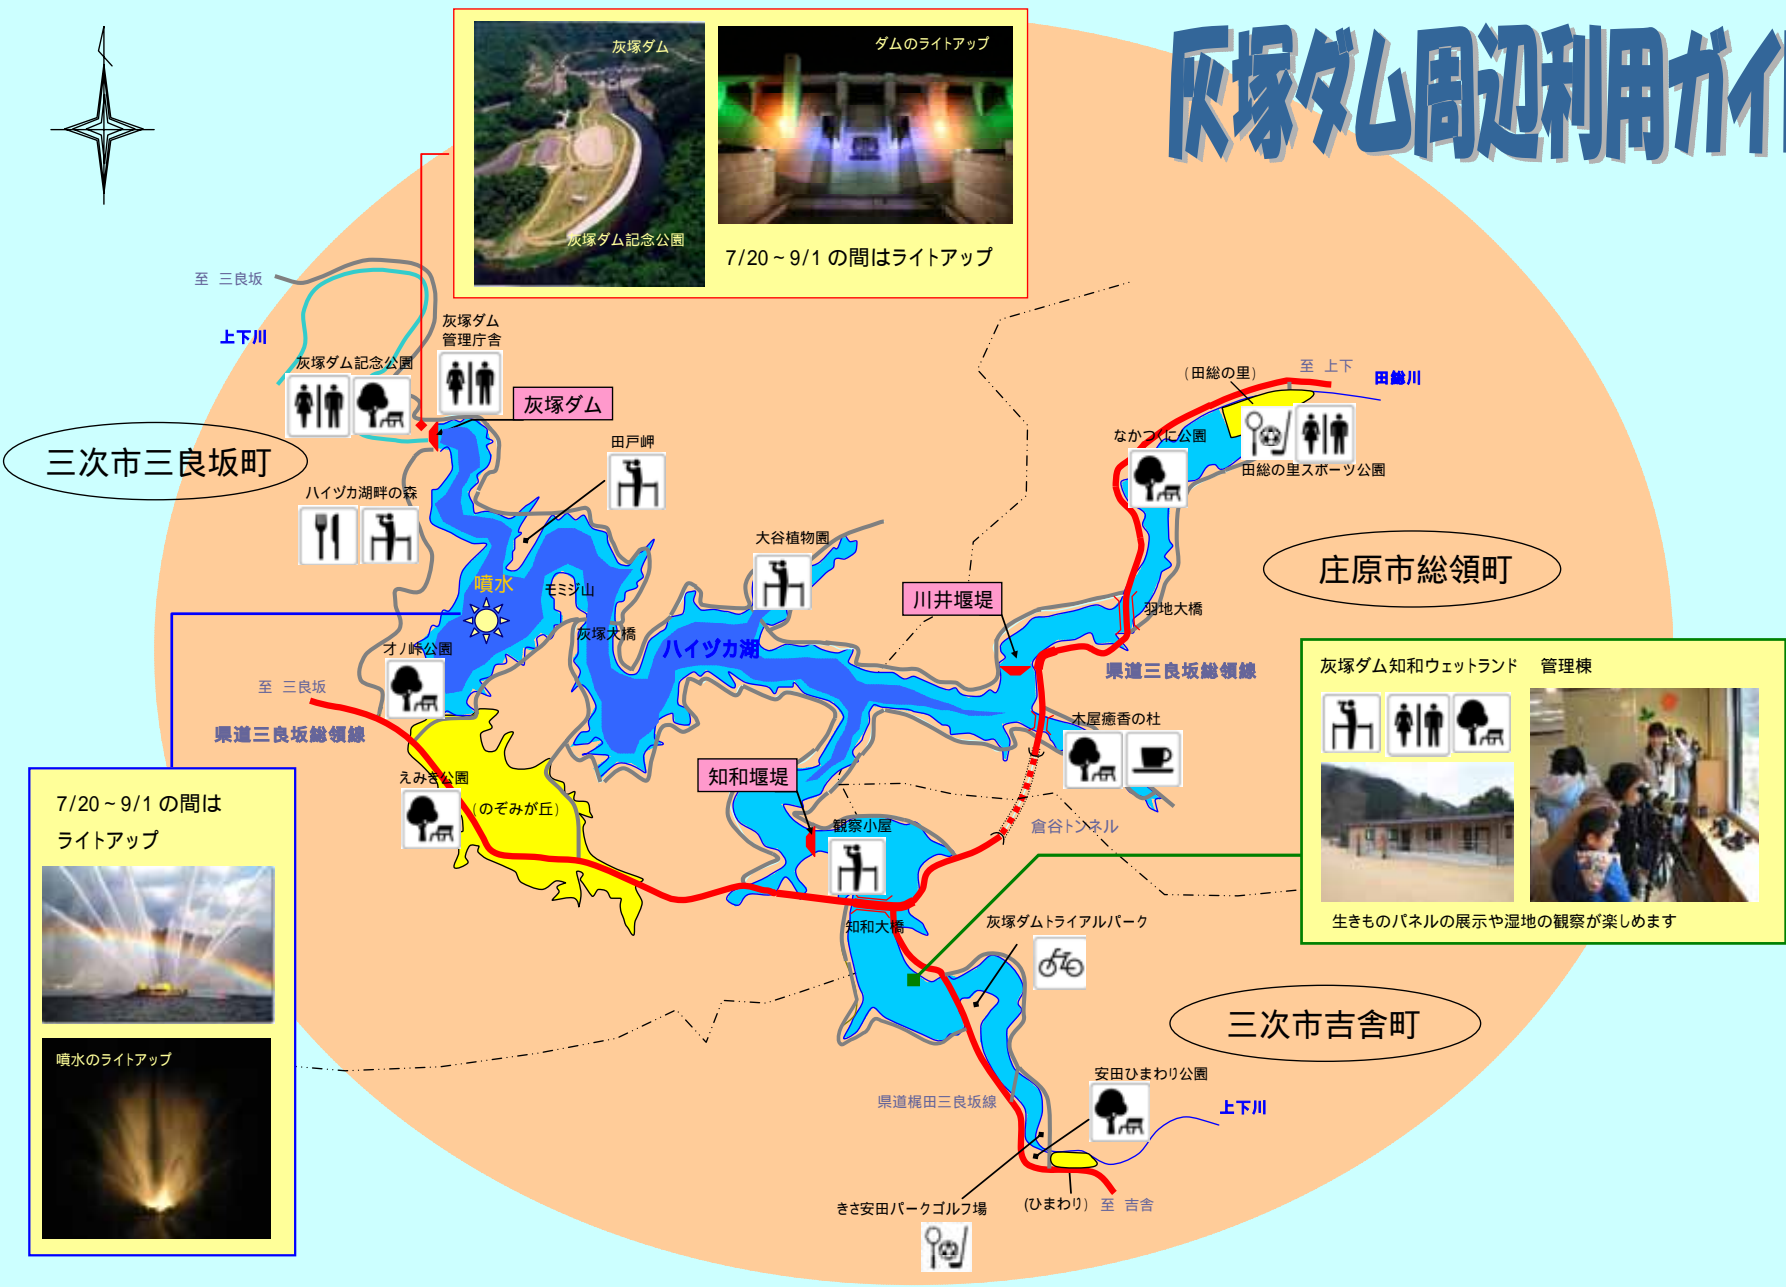 灰塚ダム周辺利用ガイ
灰塚ダム
灰塚ダム記念公園
ダムのライトアップ
7/20～9/1の間はライトアップ
至 三良坂
上下川
灰塚ダム
管理庁舎
灰塚ダム記念公園
灰塚ダム
三次市三良坂町
田戸岬
ハイヅカ湖畔の森
大谷植物園
噴水
モミジ山
灰塚大橋
ハイヅカ湖
オノ峠公園
至 三良坂
県道三良坂総領線
えみき公園
(のぞみが丘)
(田総の里)
至 上下
田総川
なかつくに公園
田総の里スポーツ公園
庄原市総領町
川井堰堤
羽地大橋
県道三良坂総領線
木屋癒香の杜
知和堰堤
観察小屋
倉谷トンネル
知和大橋
灰塚ダムトライアルパーク
灰塚ダム知和ウェットランド 管理棟
生きものパネルの展示や湿地の観察が楽しめます
7/20～9/1の間は
ライトアップ
噴水のライトアップ
三次市吉舎町
安田ひまわり公園
県道梶田三良坂線
上下川
きさ安田パークゴルフ場
(ひまわり)
至 吉舎